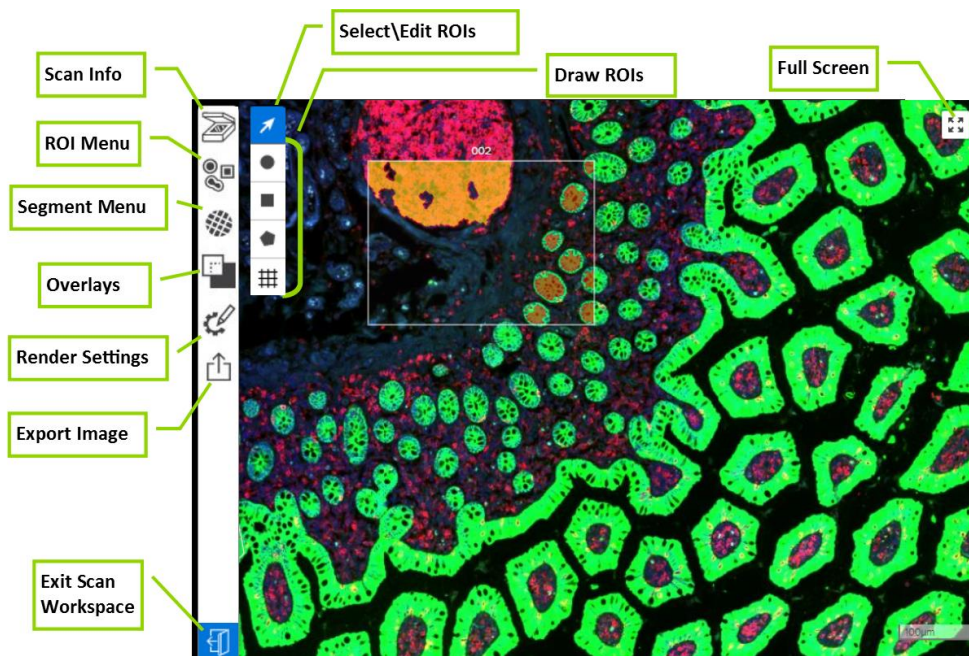 Select\Edit ROIs
Scan Info
Draw ROIs
Full Screen
ROI Menu
002
Segment Menu
Overlays
Render Settings
Export Image
Exit Scan
Workspace
100µm